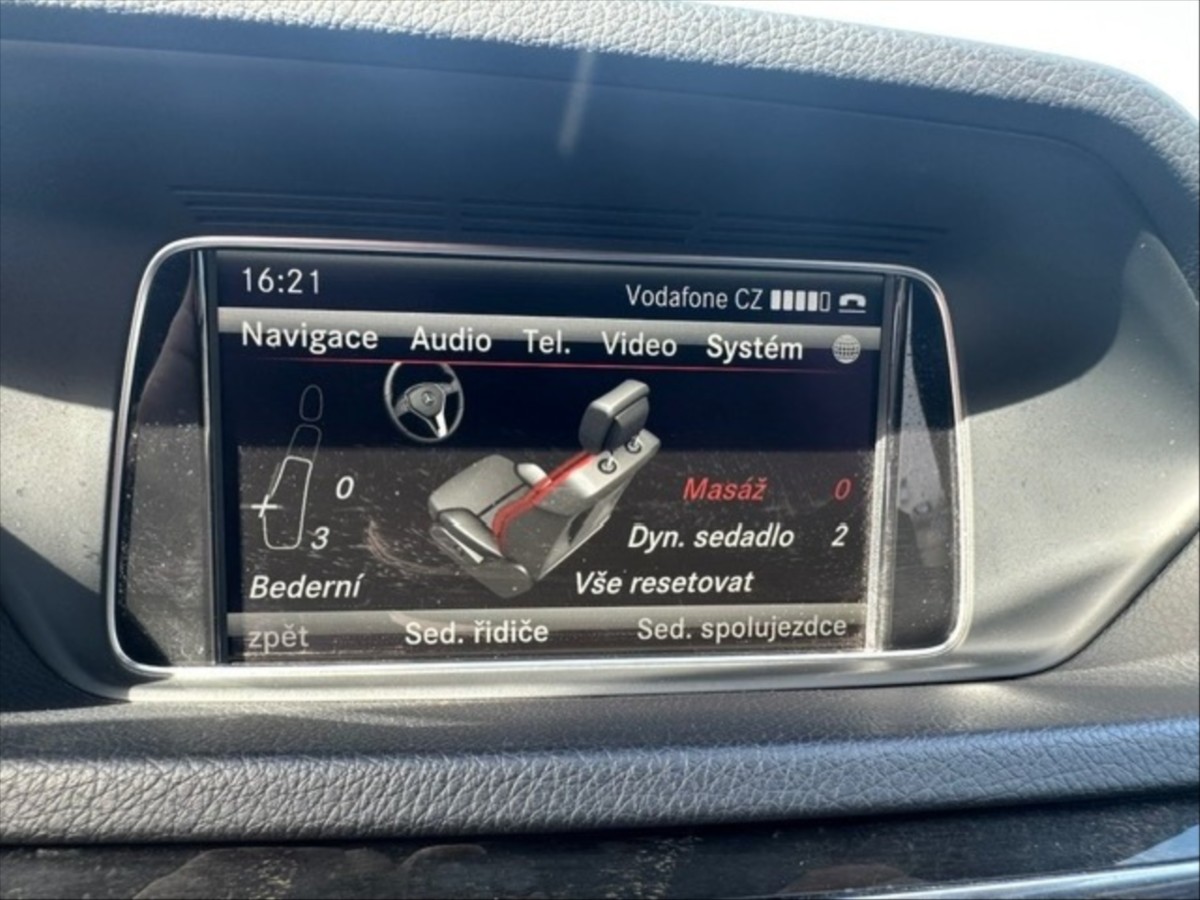 16:21 Vodafone CZ
Navigace Audio Tel. Video Systém
0 Masáž 0
3 Dyn. sedadlo 2
Bederní Vše resetovat
zpět Sed. řidiče Sed. spolujezdce